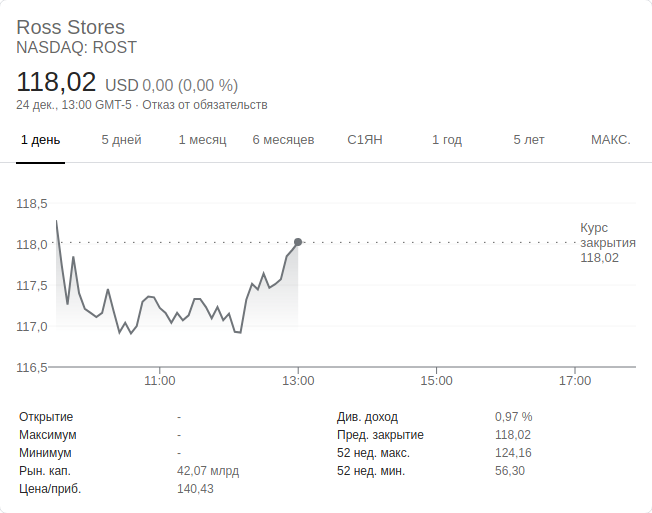 Ross Stores
NASDAQ: ROST
118,02 USD 0,00 (0,00 %)
24 дек., 13:00 GMT-5 · Отказ от обязательств
1 день 5 дней 1 месяц 6 месяцев С1ЯН 1 год 5 лет МАКС.
118,5
118,0
117,5
117,0
116,5
Курс
закрытия
118,02
11:00 13:00 15:00 17:00
Открытие - Див. доход 0,97 %
Максимум - Пред. закрытие 118,02
Минимум - 52 нед. макс. 124,16
Рын. кап. 42,07 млрд 52 нед. мин. 56,30
Цена/приб. 140,43